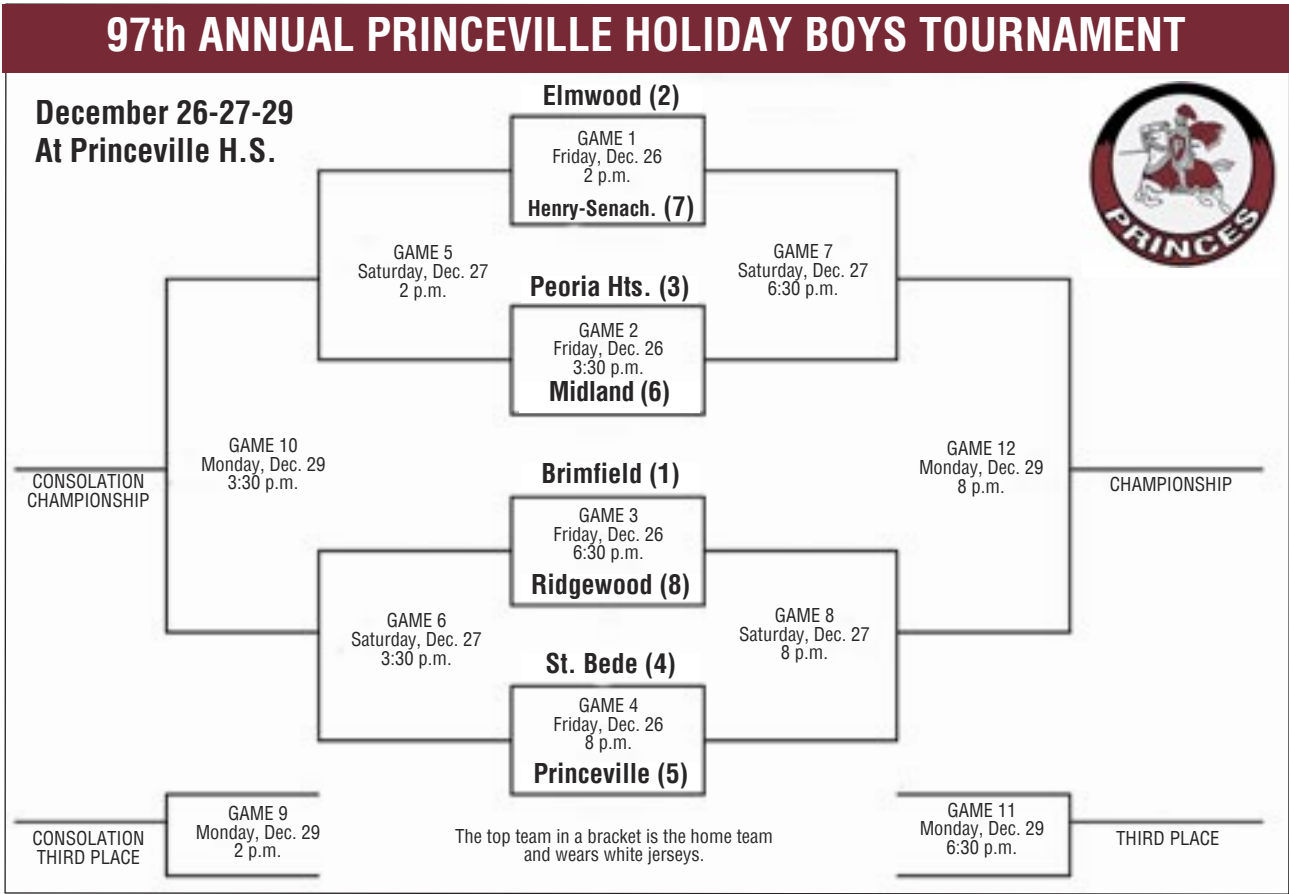 97th ANNUAL PRINCEVILLE HOLIDAY BOYS TOURNAMENT
December 26-27-29
At Princeville H.S.
Elmwood (2)
GAME 1
Friday, Dec. 26
2 p.m.
Henry-Senach. (7)
PRINCES
GAME 5
Saturday, Dec. 27
2 p.m.
GAME 7
Saturday, Dec. 27
6:30 p.m.
Peoria Hts. (3)
GAME 2
Friday, Dec. 26
3:30 p.m.
Midland (6)
GAME 10
Monday, Dec. 29
3:30 p.m.
CONSOLATION
CHAMPIONSHIP
GAME 12
Monday, Dec. 29
8 p.m.
CHAMPIONSHIP
Brimfield (1)
GAME 3
Friday, Dec. 26
6:30 p.m.
Ridgewood (8)
GAME 6
Saturday, Dec. 27
3:30 p.m.
GAME 8
Saturday, Dec. 27
8 p.m.
St. Bede (4)
GAME 4
Friday, Dec. 26
8 p.m.
Princeville (5)
GAME 9
Monday, Dec. 29
2 p.m.
CONSOLATION
THIRD PLACE
The top team in a bracket is the home team
and wears white jerseys.
GAME 11
Monday, Dec. 29
6:30 p.m.
THIRD PLACE